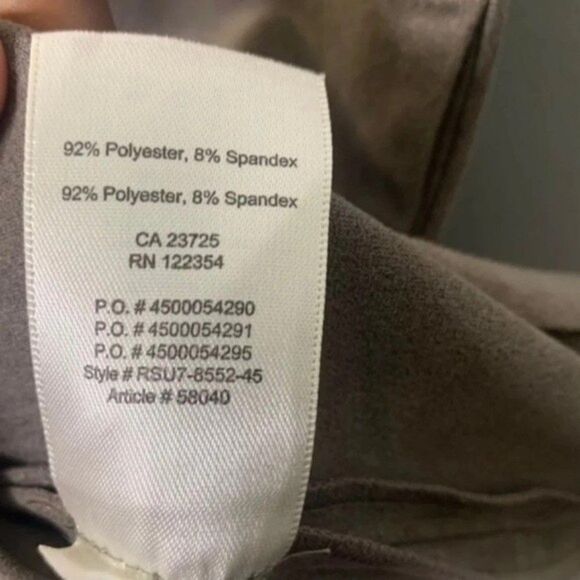 92% Polyester, 8% Spandex
92% Polyester, 8% Spandex
CA 23725
RN 122354
P.O. # 4500054290
P.O. # 4500054291
P.O. # 4500054295
Style # RSU7-8552-45
Article # 58040